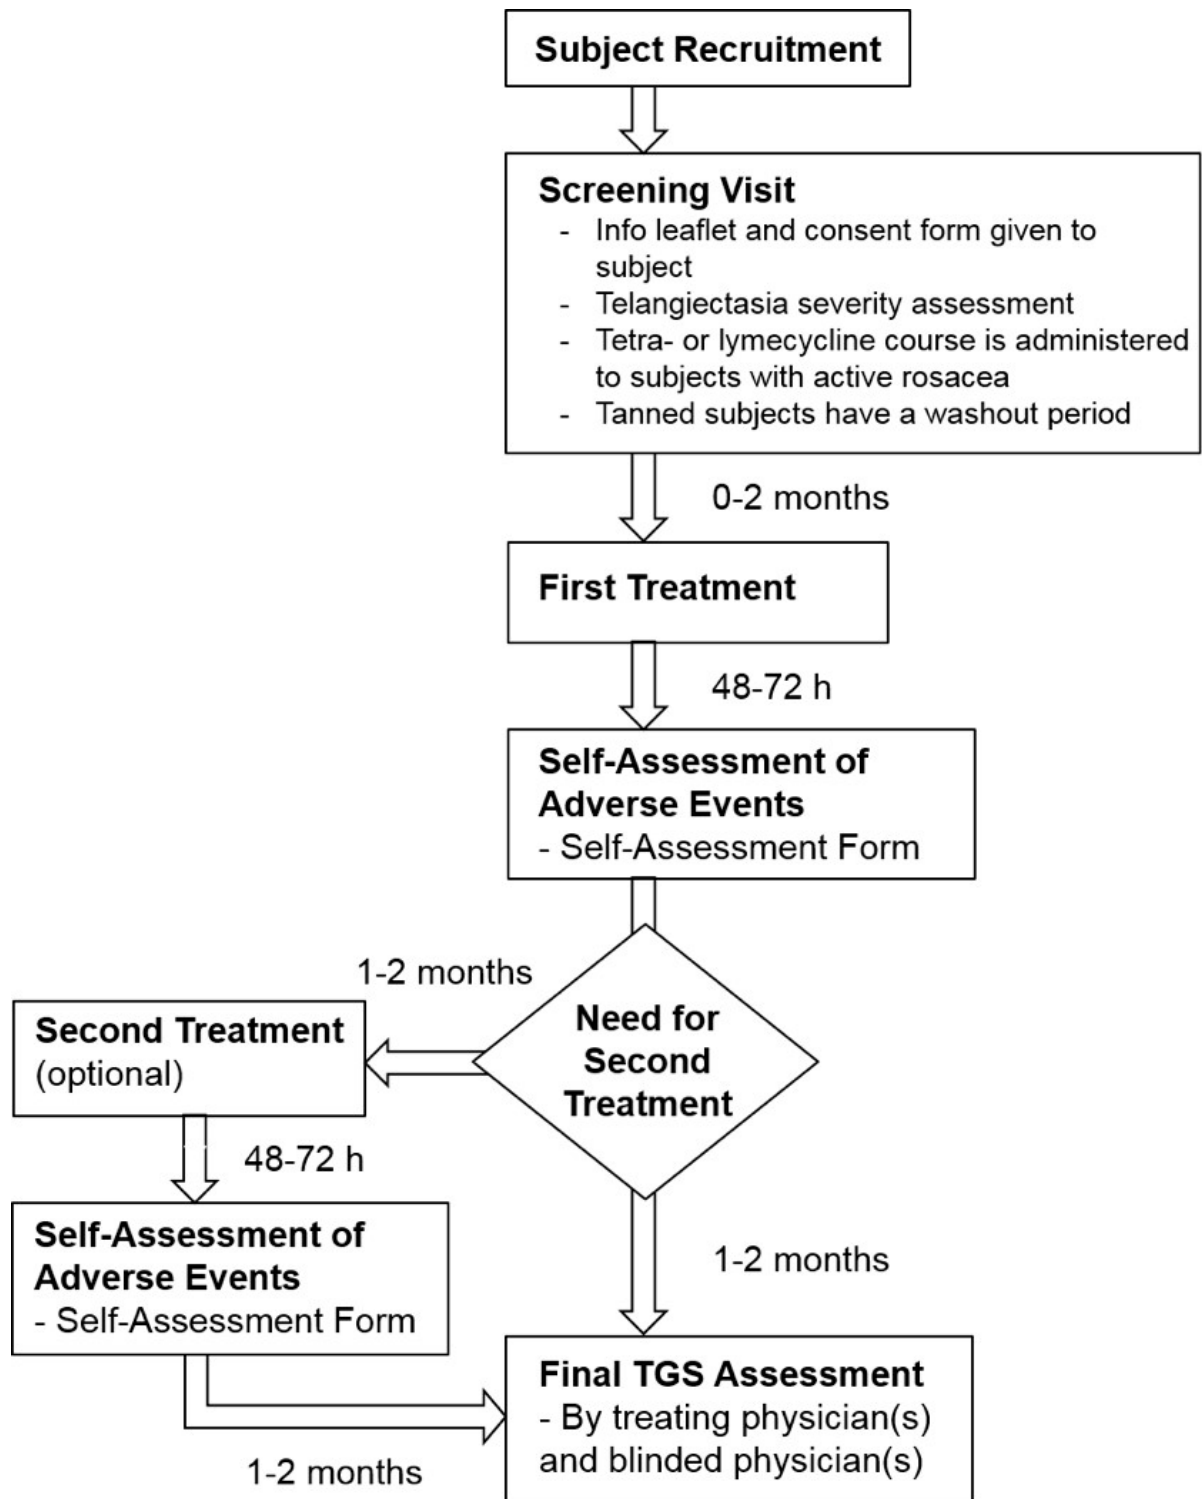 Subject Recruitment
Screening Visit
- Info leaflet and consent form given to
subject
- Telangiectasia severity assessment
- Tetra- or lymecycline course is administered
to subjects with active rosacea
- Tanned subjects have a washout period
0-2 months
First Treatment
48-72 h
Self-Assessment of
Adverse Events
- Self-Assessment Form
1-2 months
Need for
Second
Treatment
Second Treatment
(optional)
48-72 h
Self-Assessment of
Adverse Events
- Self-Assessment Form
1-2 months
1-2 months
Final TGS Assessment
- By treating physician(s)
and blinded physician(s)